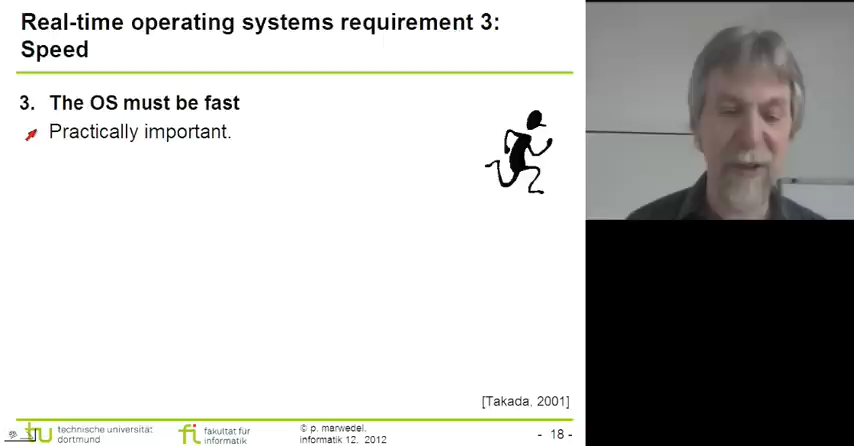 Real-time operating systems requirement 3:
Speed
3. The OS must be fast
Practically important.
[Takada, 2001]
technische universität
dortmund
fi fakultät für
informatik
© p. marwedel,
informatik 12, 2012
- 18 -